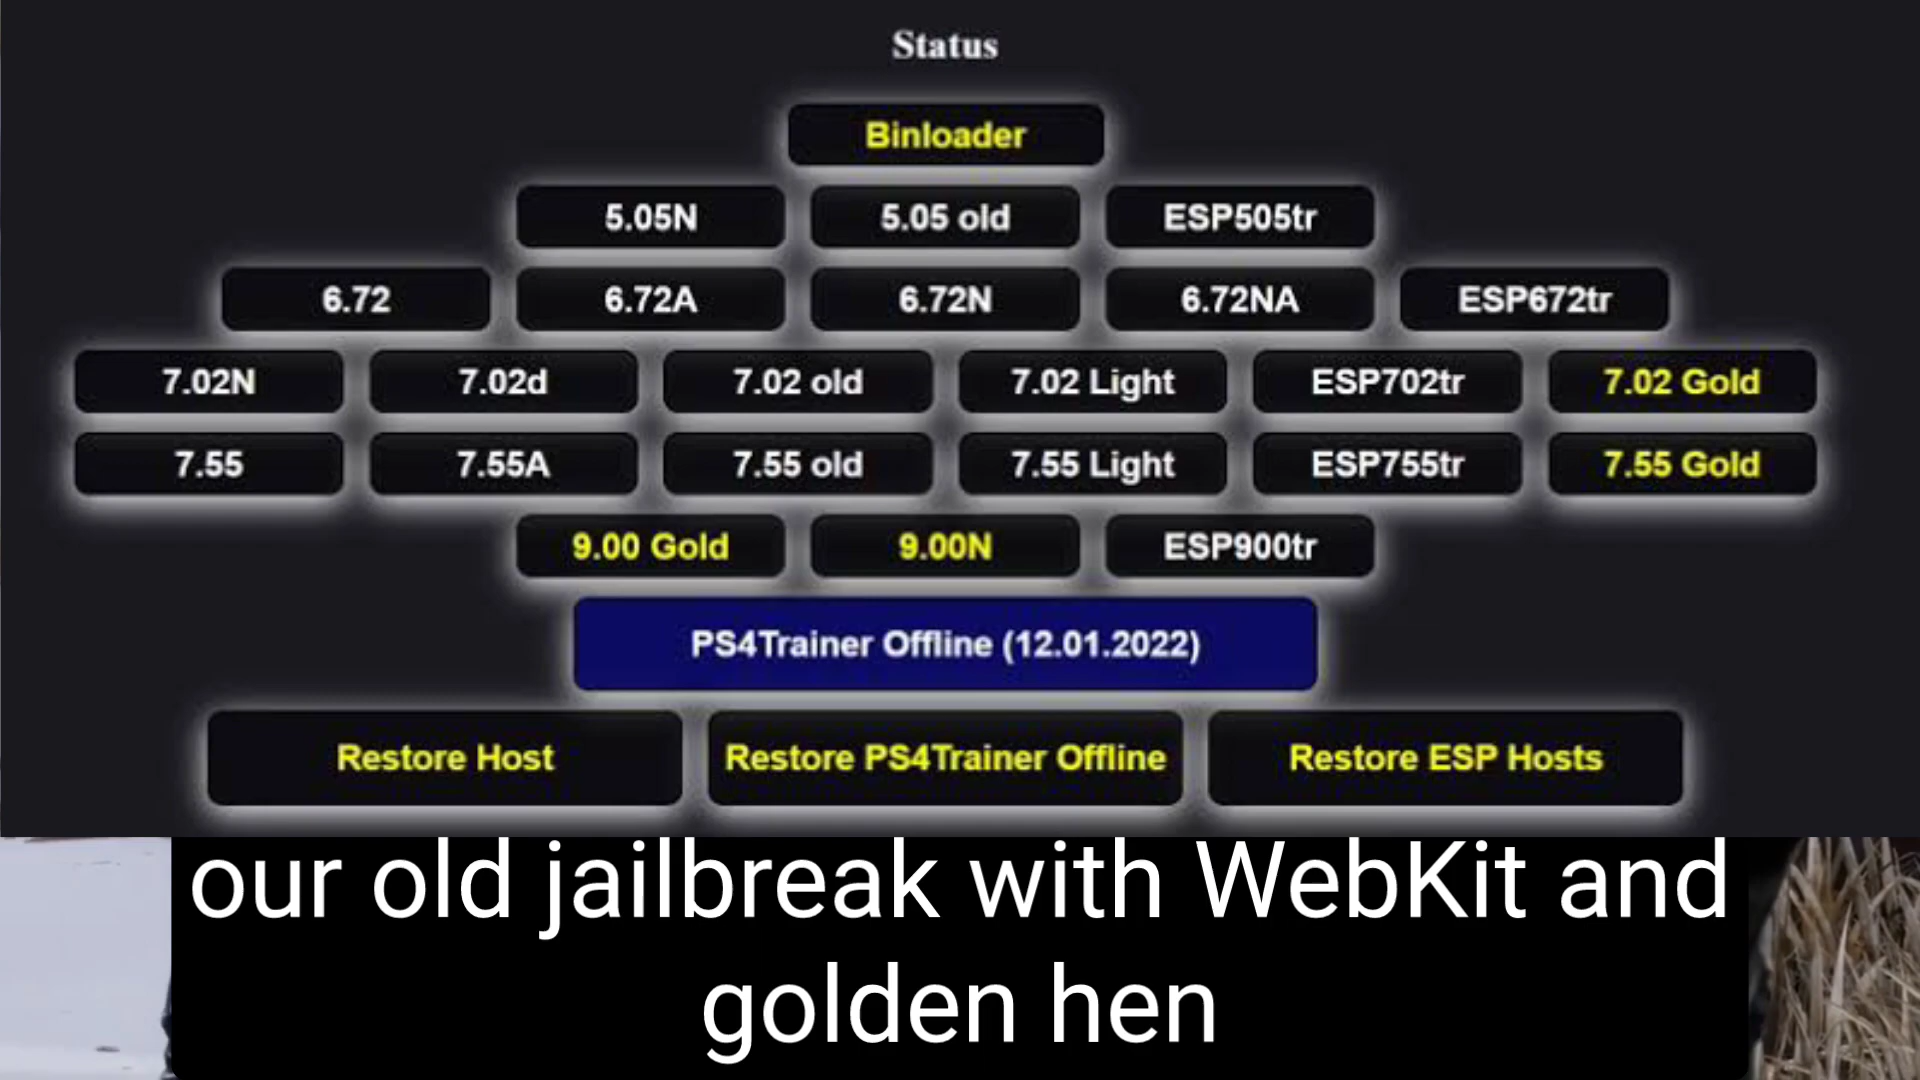 Status
Binloader
5.05N 5.05 old ESP505tr
6.72 6.72A 6.72N 6.72NA ESP672tr
7.02N 7.02d 7.02 old 7.02 Light ESP702tr 7.02 Gold
7.55 7.55A 7.55 old 7.55 Light ESP755tr 7.55 Gold
9.00 Gold 9.00N ESP900tr
PS4Trainer Offline (12.01.2022)
Restore Host Restore PS4Trainer Offline Restore ESP Hosts
our old jailbreak with WebKit and
golden hen